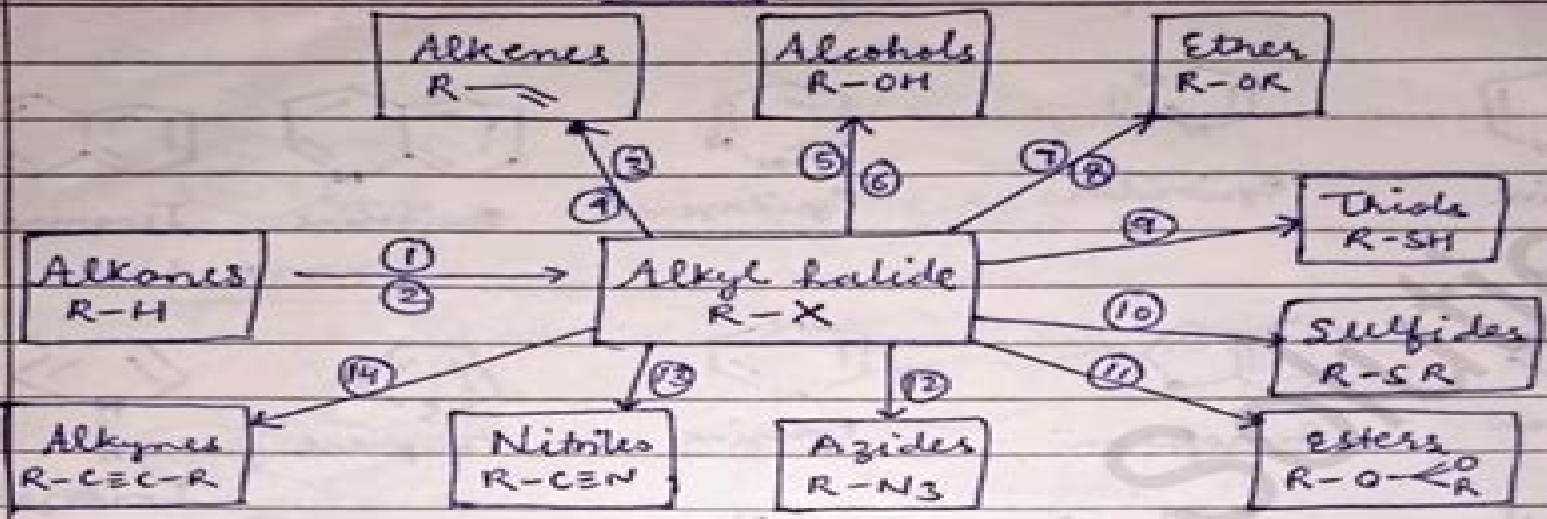 Alkenes
R
Alcohols
R-OH
Ether
R-OR
③
④
⑤
⑥
⑦
⑧
Thiols
R-SH
⑨
Alkanes
R-H
①
②
Alkyl halide
R-X
⑩
Sulfides
R-SR
⑭
⑬
⑫
⑪
Alkynes
R-C≡C-R
Nitriles
R-C≡N
Azides
R-N3
Esters
R-O-<O
R